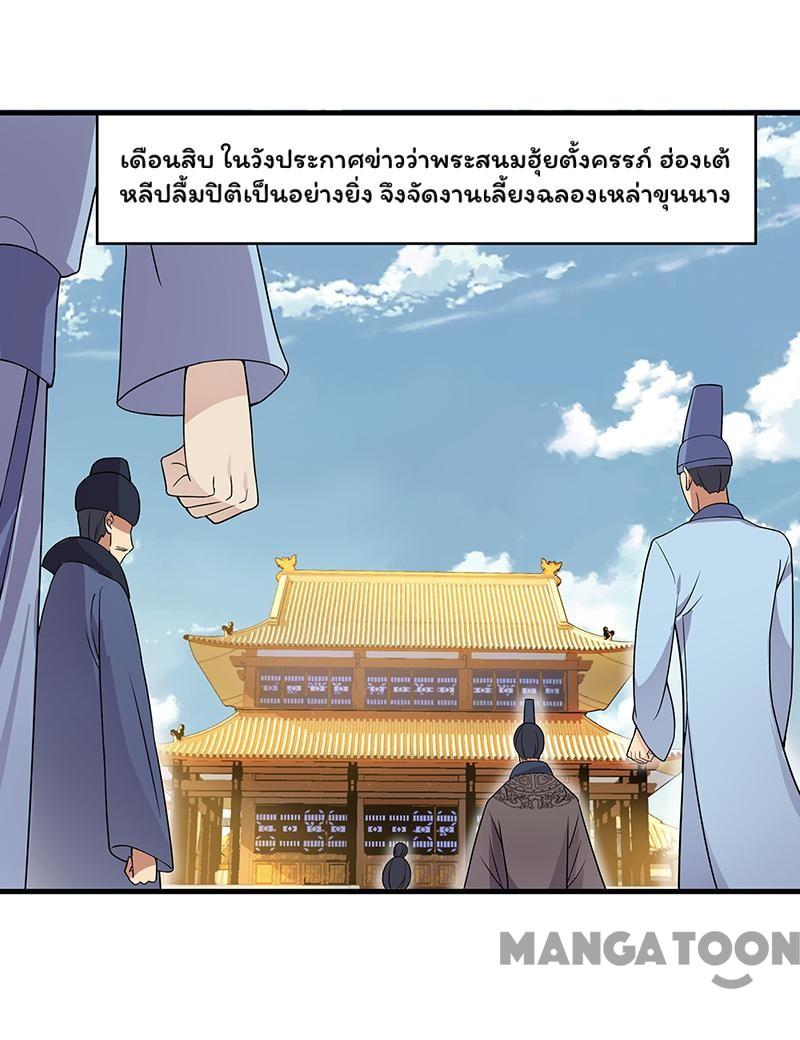 เดือนสิบ ในวังประกาศข่าวว่าพระสนมฮุ้ยตั้งครรภ์ ฮ่องเต้
หลีปลื้มปิติเป็นอย่างยิ่ง จึงจัดงานเลี้ยงฉลองเหล่าขุนนาง
MANGATOON